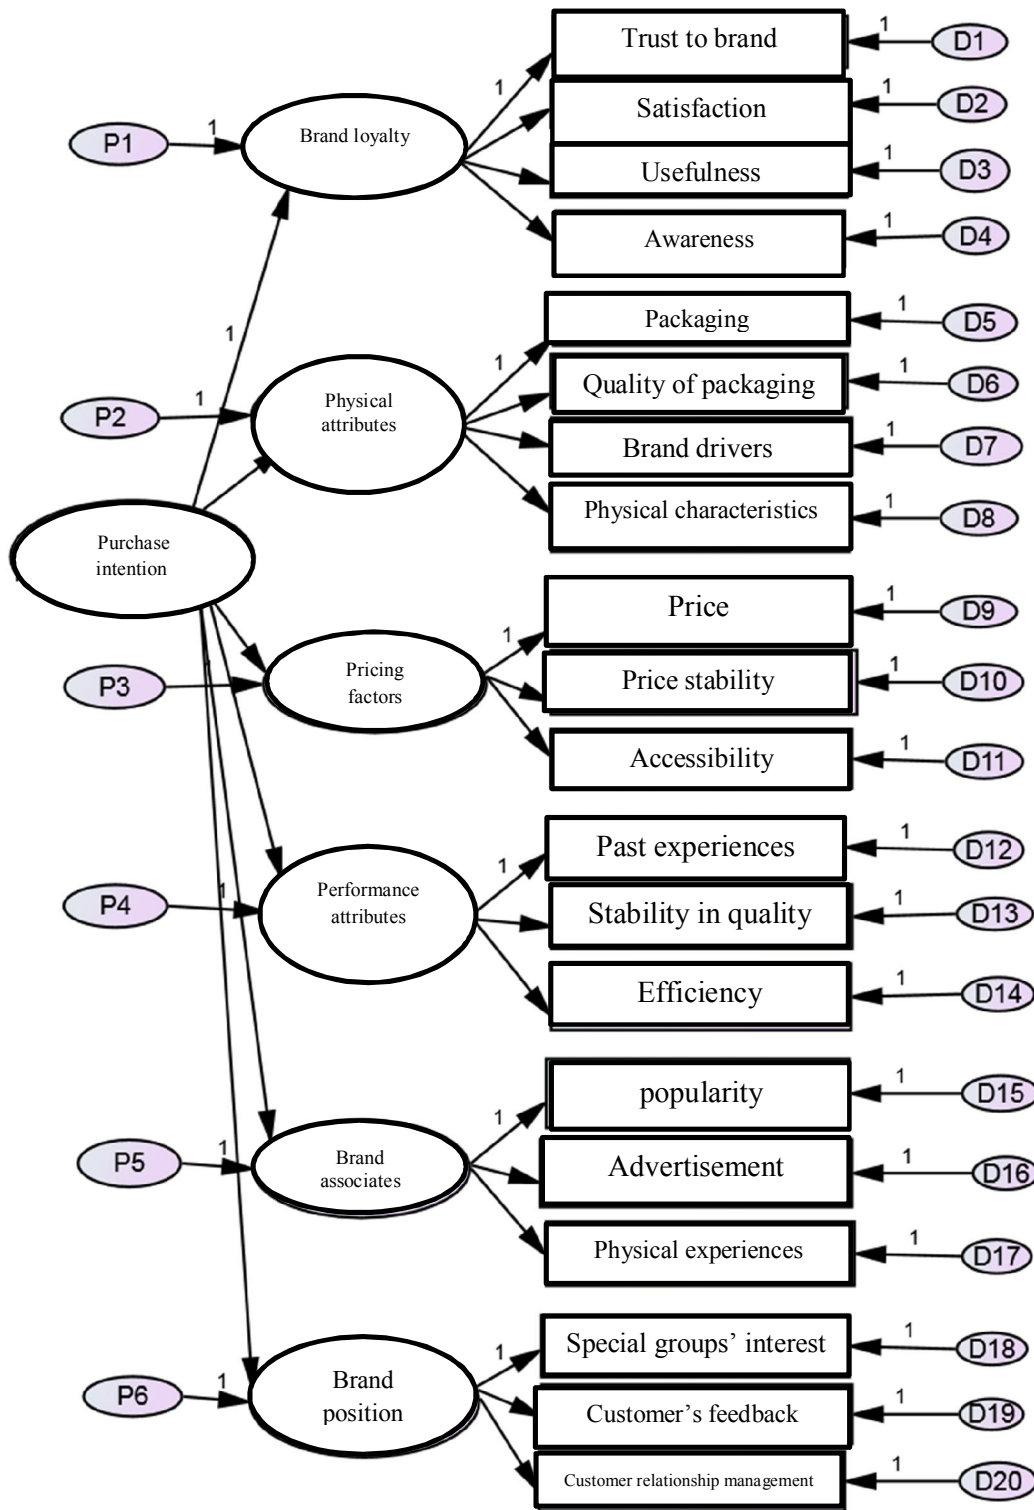 Trust to brand
1
D1
1
Satisfaction
1
D2
P1
1
Brand loyalty
Usefulness
1
D3
Awareness
1
D4
1
Packaging
1
D5
1
Quality of packaging
1
D6
P2
1
Physical
attributes
Brand drivers
1
D7
Physical characteristics
1
D8
Purchase
intention
Price
1
D9
1
P3
1
Pricing
factors
Price stability
1
D10
Accessibility
1
D11
Past experiences
1
D12
1
P4
1
Performance
attributes
Stability in quality
1
D13
Efficiency
1
D14
popularity
1
D15
1
P5
1
Brand
associates
Advertisement
1
D16
Physical experiences
1
D17
Special groups’ interest
1
D18
1
P6
1
Brand
position
Customer’s feedback
1
D19
Customer relationship management
1
D20